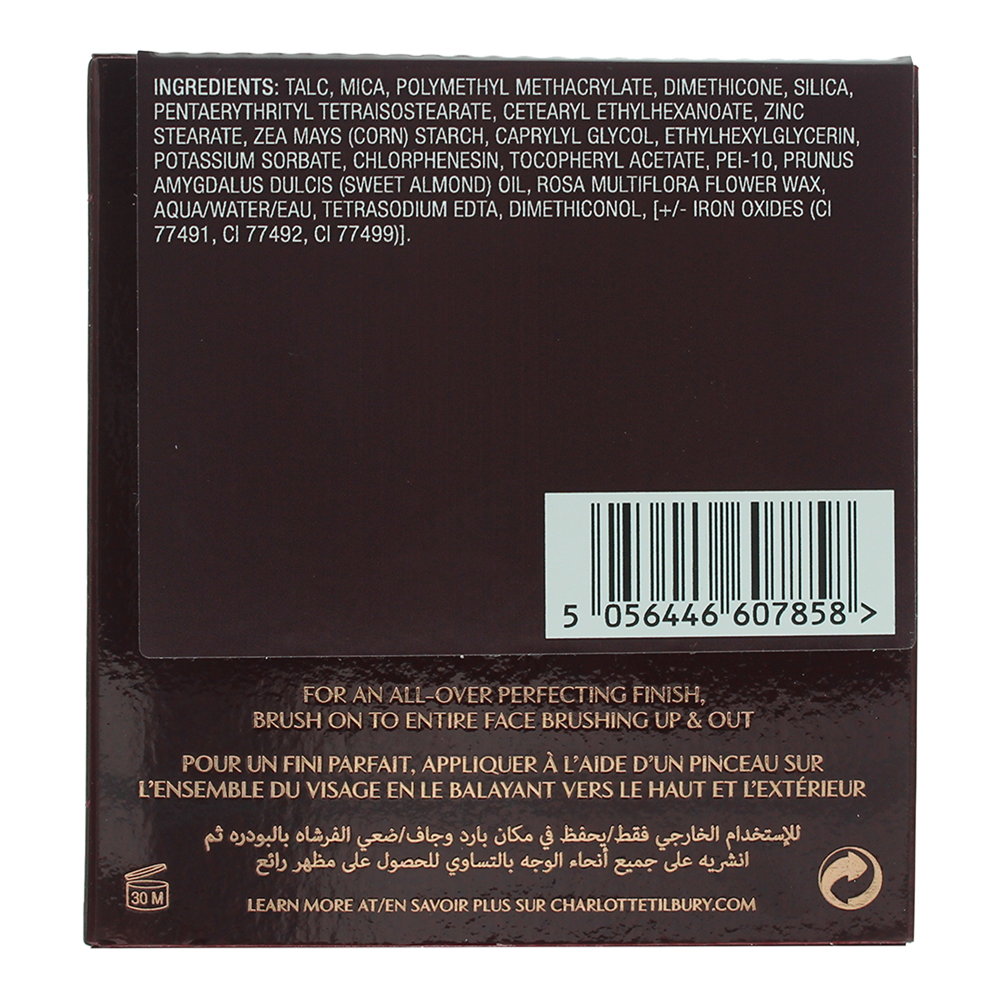 INGREDIENTS: TALC, MICA, POLYMETHYL METHACRYLATE, DIMETHICONE, SILICA,
PENTAERYTHRITYL TETRAISOSTEARATE, CETEARYL ETHYLHEXANOATE, ZINC
STEARATE, ZEA MAYS (CORN) STARCH, CAPRYLYL GLYCOL, ETHYLHEXYLGLYCERIN,
POTASSIUM SORBATE, CHLORPHENESIN, TOCOPHERYL ACETATE, PEI-10, PRUNUS
AMYGDALUS DULCIS (SWEET ALMOND) OIL, ROSA MULTIFLORA FLOWER WAX,
AQUA/WATER/EAU, TETRASODIUM EDTA, DIMETHICONOL, [+/- IRON OXIDES (CI
77491, CI 77492, CI 77499)].
5 056446 607858 >
FOR AN ALL-OVER PERFECTING FINISH,
BRUSH ON TO ENTIRE FACE BRUSHING UP & OUT
POUR UN FINI PARFAIT, APPLIQUER À L'AIDE D'UN PINCEAU SUR
L'ENSEMBLE DU VISAGE EN LE BALAYANT VERS LE HAUT ET L'EXTÉRIEUR
للإستخدام الخارجي فقط/يحفظ في مكان بارد وجاف/ضعي الفرشاه بالبودره ثم
انشريه على جميع أنحاء الوجه بالتساوي للحصول على مظهر رائع
30 M
LEARN MORE AT/EN SAVOIR PLUS SUR CHARLOTTETILBURY.COM